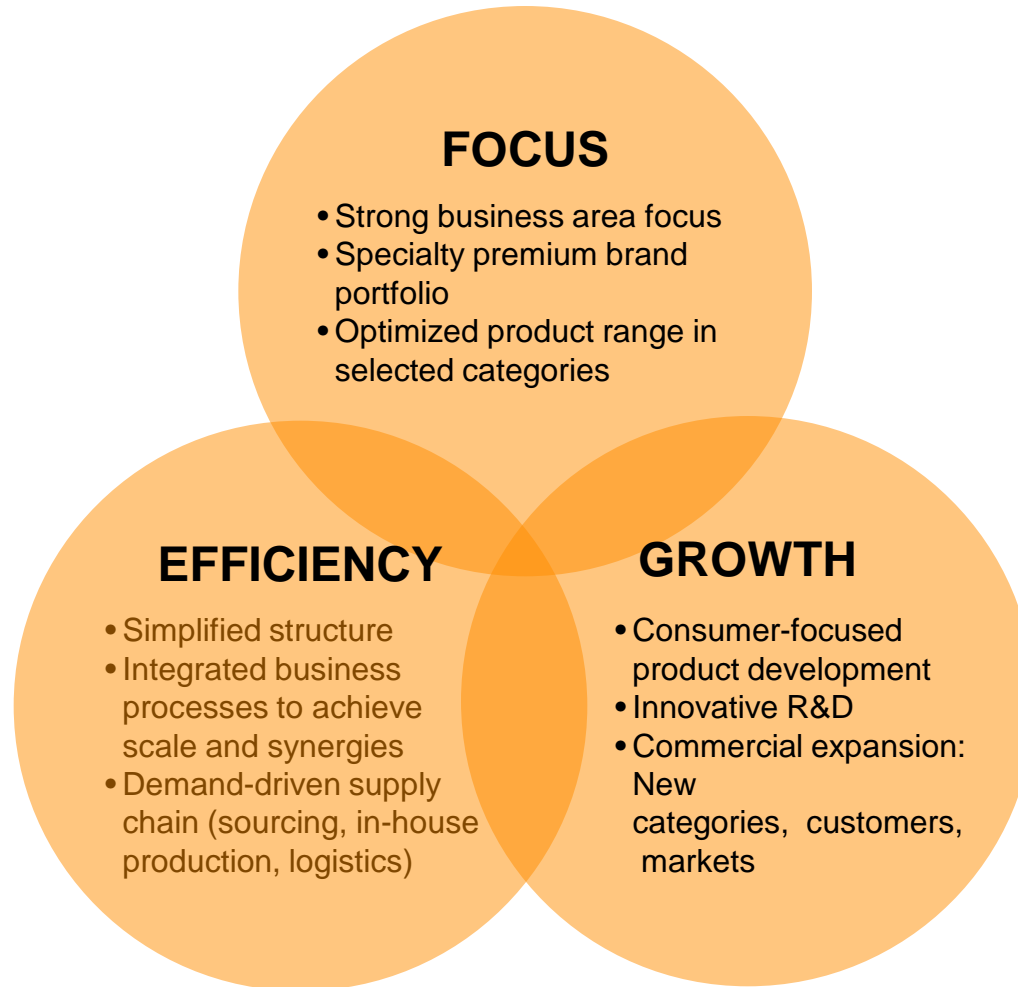 FOCUS
• Strong business area focus
• Specialty premium brand
portfolio
• Optimized product range in
selected categories
EFFICIENCY
• Simplified structure
• Integrated business
processes to achieve
scale and synergies
• Demand-driven supply
chain (sourcing, in-house
production, logistics)
GROWTH
• Consumer-focused
product development
• Innovative R&D
• Commercial expansion:
New
categories, customers,
markets